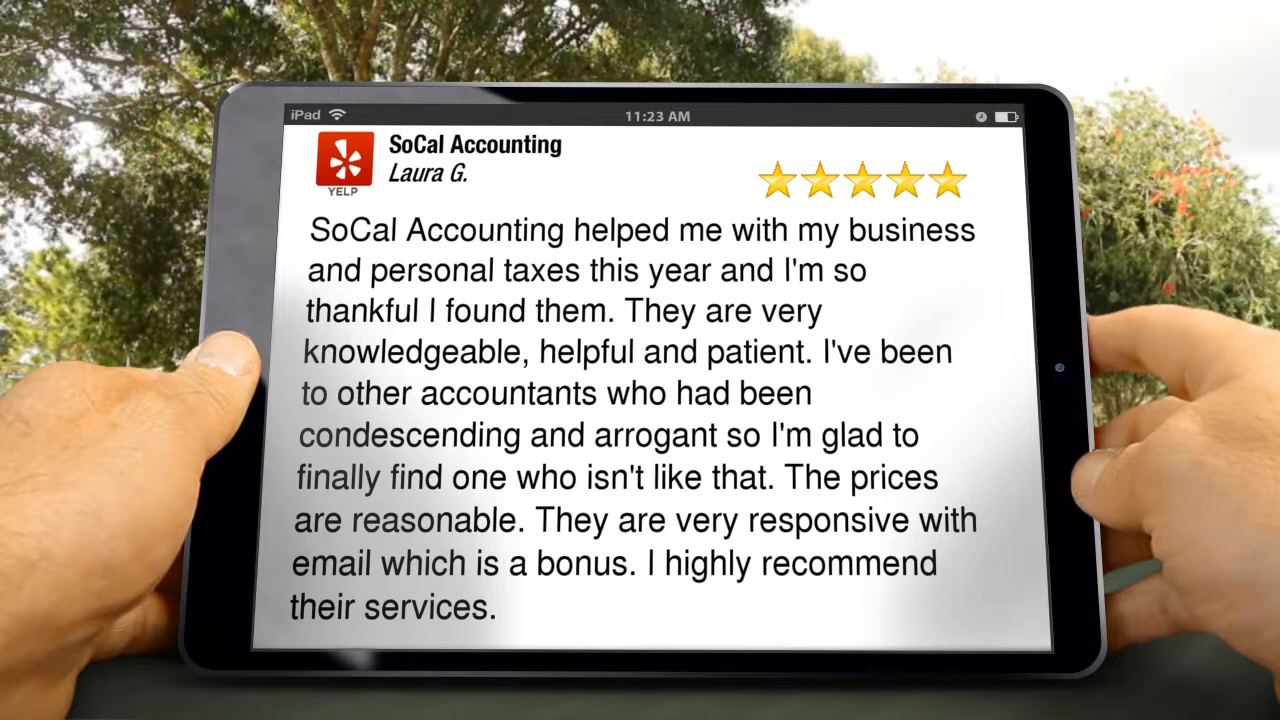 iPad
11:23 AM
SoCal Accounting
Laura G.
YELP
SoCal Accounting helped me with my business
and personal taxes this year and I'm so
thankful I found them. They are very
knowledgeable, helpful and patient. I've been
to other accountants who had been
condescending and arrogant so I'm glad to
finally find one who isn't like that. The prices
are reasonable. They are very responsive with
email which is a bonus. I highly recommend
their services.